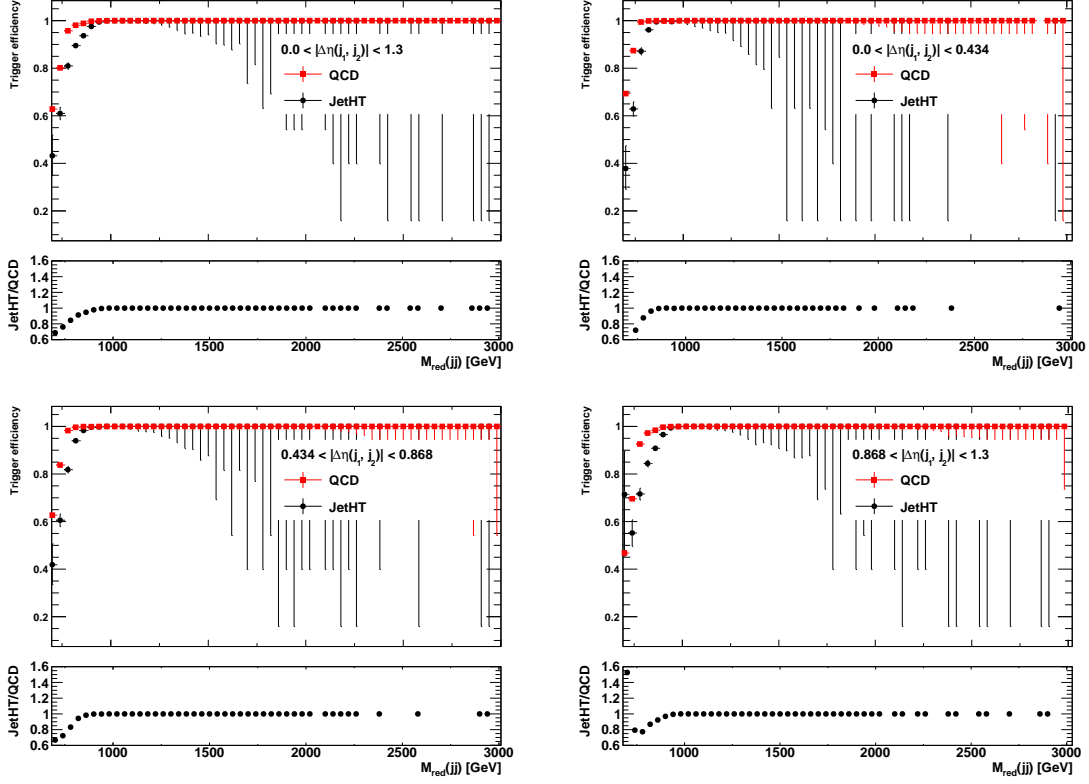 Trigger efficiency
1
0.8
0.6
0.4
0.2
0.0 < |Δη(j1, j2)| < 1.3
QCD
JetHT
JetHT/QCD
1.6
1.4
1.2
1
0.8
0.6
1000 1500 2000 2500 3000
Mred(jj) [GeV]
Trigger efficiency
1
0.8
0.6
0.4
0.2
0.0 < |Δη(j1, j2)| < 0.434
QCD
JetHT
JetHT/QCD
1.6
1.4
1.2
1
0.8
0.6
1000 1500 2000 2500 3000
Mred(jj) [GeV]
Trigger efficiency
1
0.8
0.6
0.4
0.2
0.434 < |Δη(j1, j2)| < 0.868
QCD
JetHT
JetHT/QCD
1.6
1.4
1.2
1
0.8
0.6
1000 1500 2000 2500 3000
Mred(jj) [GeV]
Trigger efficiency
1
0.8
0.6
0.4
0.2
0.868 < |Δη(j1, j2)| < 1.3
QCD
JetHT
JetHT/QCD
1.6
1.4
1.2
1
0.8
0.6
1000 1500 2000 2500 3000
Mred(jj) [GeV]